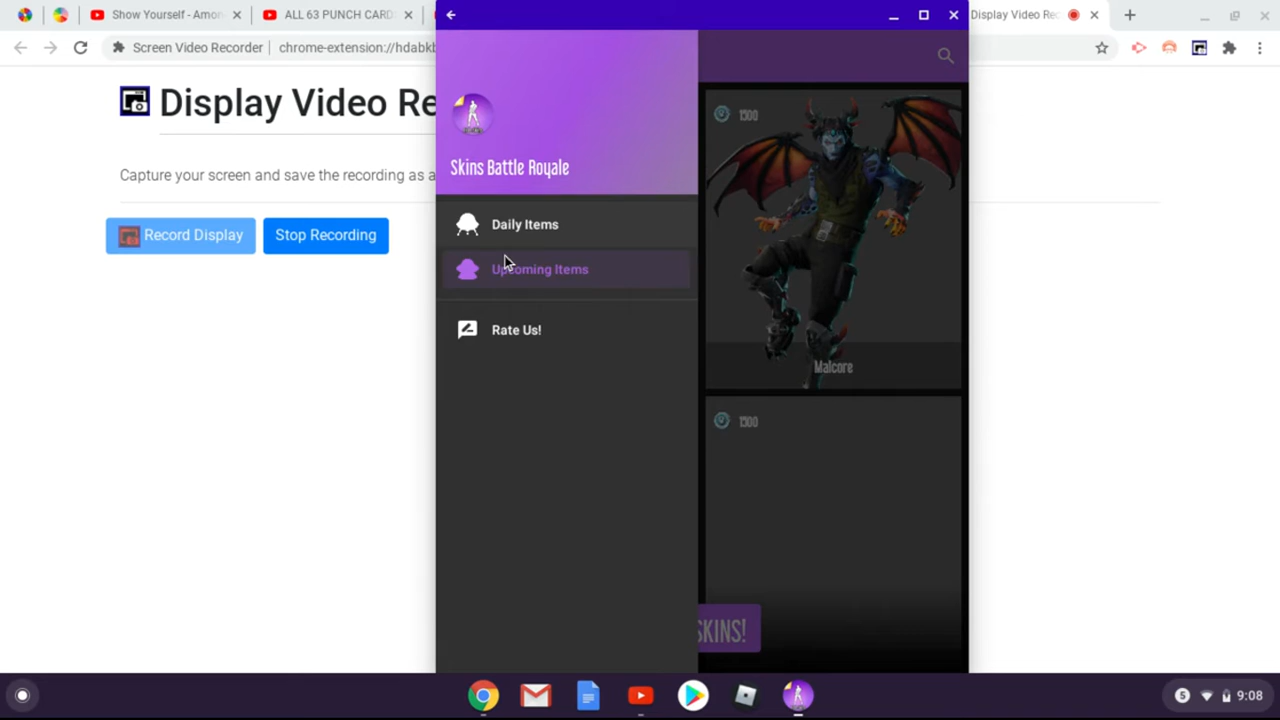 Show Yourself - Amon
ALL 63 PUNCH CARD
Display Video Rec
Screen Video Recorder
chrome-extension://hdabkb
Display Video Re
Capture your screen and save the recording as a
Record Display
Stop Recording
Skins Battle Royale
Daily Items
Upcoming Items
Rate Us!
1500
Malcore
1500
SKINS!
5
9:08